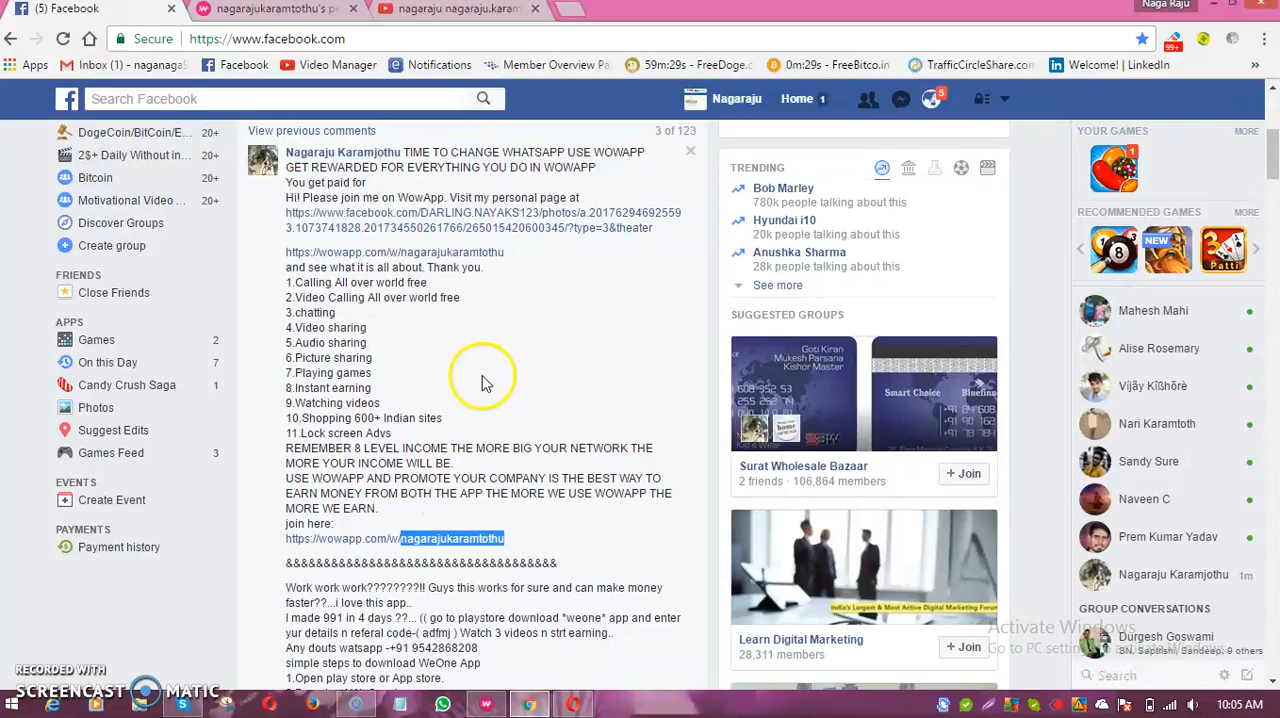 (5) Facebook
nagarajukaramtothu's pe
nagaraju nagaraju.karam
Naga Raju
Secure
https://www.facebook.com
99+
Apps
Inbox (1) - naganaga9
Facebook
Video Manager
Notifications
Member Overview Pa
59m:29s - FreeDoge.c
0m:29s - FreeBitco.in
TrafficCircleShare.com
Welcome! | LinkedIn
Search Facebook
Nagaraju
Home 1
5
DogeCoin/BitCoin/E... 20+
2$+ Daily Without in... 20+
Bitcoin 20+
Motivational Video ... 20+
Discover Groups
Create group
FRIENDS
Close Friends
APPS
Games 2
On this Day 7
Candy Crush Saga 1
Photos
Suggest Edits
Games Feed 3
EVENTS
Create Event
PAYMENTS
Payment history
View previous comments
3 of 123
Nagaraju Karamjothu TIME TO CHANGE WHATSAPP USE WOWAPP
GET REWARDED FOR EVERYTHING YOU DO IN WOWAPP
You get paid for
Hi! Please join me on WowApp. Visit my personal page at
https://www.facebook.com/DARLING.NAYAKS123/photos/a.20176294692559
3.1073741828.201734550261766/265015420600345/?type=3&theater
https://wowapp.com/w/nagarajukaramtothu
and see what it is all about. Thank you.
1.Calling All over world free
2.Video Calling All over world free
3.chatting
4.Video sharing
5.Audio sharing
6.Picture sharing
7.Playing games
8.Instant earning
9.Watching videos
10.Shopping 600+ Indian sites
11.Lock screen Advs
REMEMBER 8 LEVEL INCOME THE MORE BIG YOUR NETWORK THE
MORE YOUR INCOME WILL BE.
USE WOWAPP AND PROMOTE YOUR COMPANY IS THE BEST WAY TO
EARN MONEY FROM BOTH THE APP THE MORE WE USE WOWAPP THE
MORE WE EARN.
join here:
https://wowapp.com/w/nagarajukaramtothu
&&&&&&&&&&&&&&&&&&&&&&&&&&&&&&&&&&&&
Work work work????????!! Guys this works for sure and can make money
faster??...i love this app..
I made 991 in 4 days ??... (( go to playstore download *weone* app and enter
yur details n referal code-( adfmj ) Watch 3 videos n strt earning..
Any douts watsapp -+91 9542868208
simple steps to download WeOne App
1.Open play store or App store.
TRENDING
Bob Marley
780k people talking about this
Hyundai i10
20k people talking about this
Anushka Sharma
28k people talking about this
See more
SUGGESTED GROUPS
Goti Kiran
Mukesh Parsana
Kishor Master
Smart Choice
Surat Wholesale Bazaar
2 friends · 106,864 members
+ Join
India's Largest & Most Active Digital Marketing Forum
Learn Digital Marketing
28,311 members
+ Join
YOUR GAMES MORE
1
RECOMMENDED GAMES MORE
8
NEW
3
Patti
Mahesh Mahi
Alise Rosemary
Víjåy Kîßhðrè
Nari Karamtoth
Sandy Sure
Naveen C
Prem Kumar Yadav
Nagaraju Karamjothu 1m
GROUP CONVERSATIONS
Durgesh Goswami
Search
Activate Windows
Go to PC settings to activate Windows.
RECORDED WITH
SCREENCAST MATIC
10:05 AM